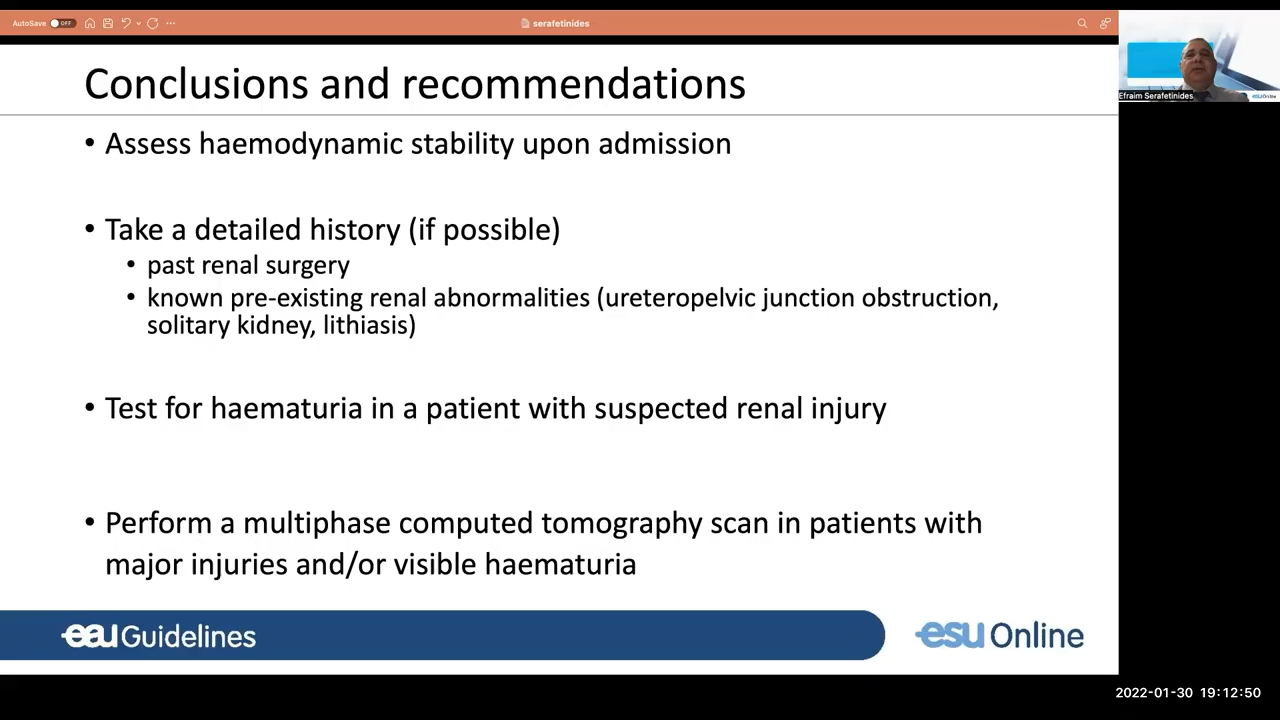 AutoSave OFF
serafetinides
Conclusions and recommendations
• Assess haemodynamic stability upon admission
• Take a detailed history (if possible)
• past renal surgery
• known pre-existing renal abnormalities (ureteropelvic junction obstruction,
solitary kidney, lithiasis)
• Test for haematuria in a patient with suspected renal injury
• Perform a multiphase computed tomography scan in patients with
major injuries and/or visible haematuria
eau Guidelines
esu Online
Efraim Serafetinides
esu Online
2022-01-30 19:12:50